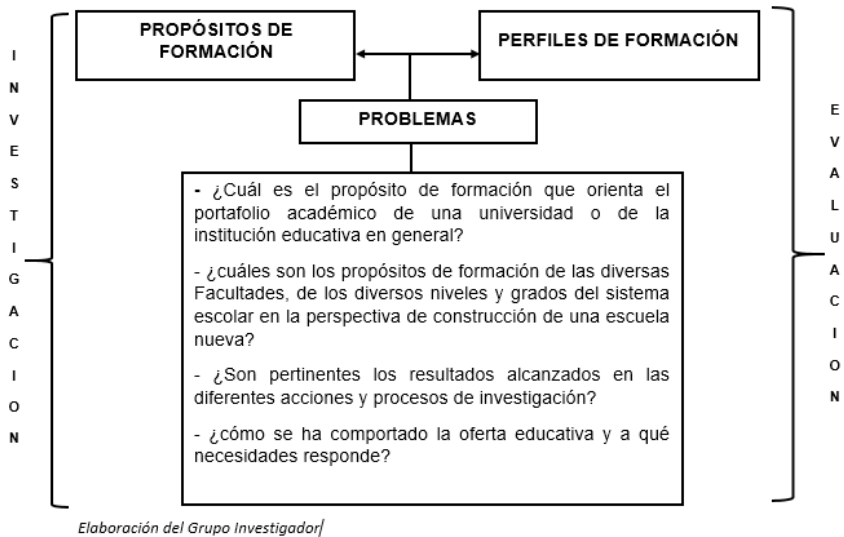 PROPÓSITOS DE
FORMACIÓN
PERFILES DE FORMACIÓN
PROBLEMAS
INVESTIGACION
- ¿Cuál es el propósito de formación que orienta el
portafolio académico de una universidad o de la
institución educativa en general?
- ¿cuáles son los propósitos de formación de las diversas
Facultades, de los diversos niveles y grados del sistema
escolar en la perspectiva de construcción de una escuela
nueva?
- ¿Son pertinentes los resultados alcanzados en las
diferentes acciones y procesos de investigación?
- ¿cómo se ha comportado la oferta educativa y a qué
necesidades responde?
EVALUACION
Elaboración del Grupo Investigador